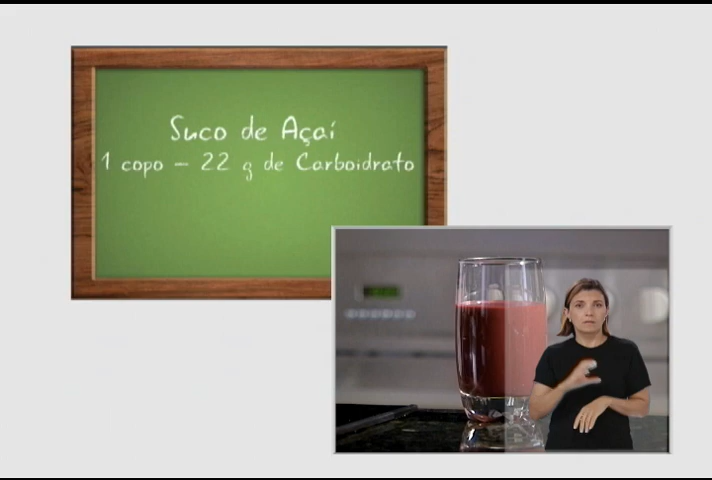 Suco de Açaí
1 copo – 22 g de Carboidrato